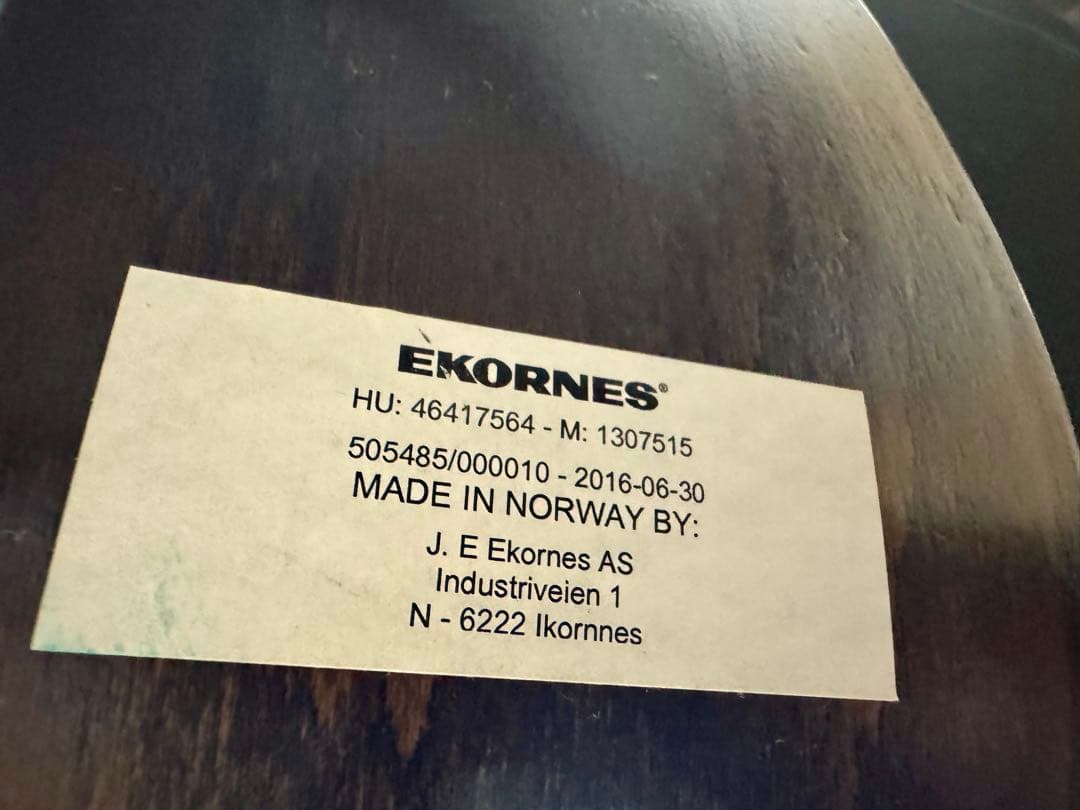 EKORNES®
HU: 46417564 - M: 1307515
505485/000010 - 2016-06-30
MADE IN NORWAY BY:
J. E Ekornes AS
Industriveien 1
N - 6222 Ikornnes